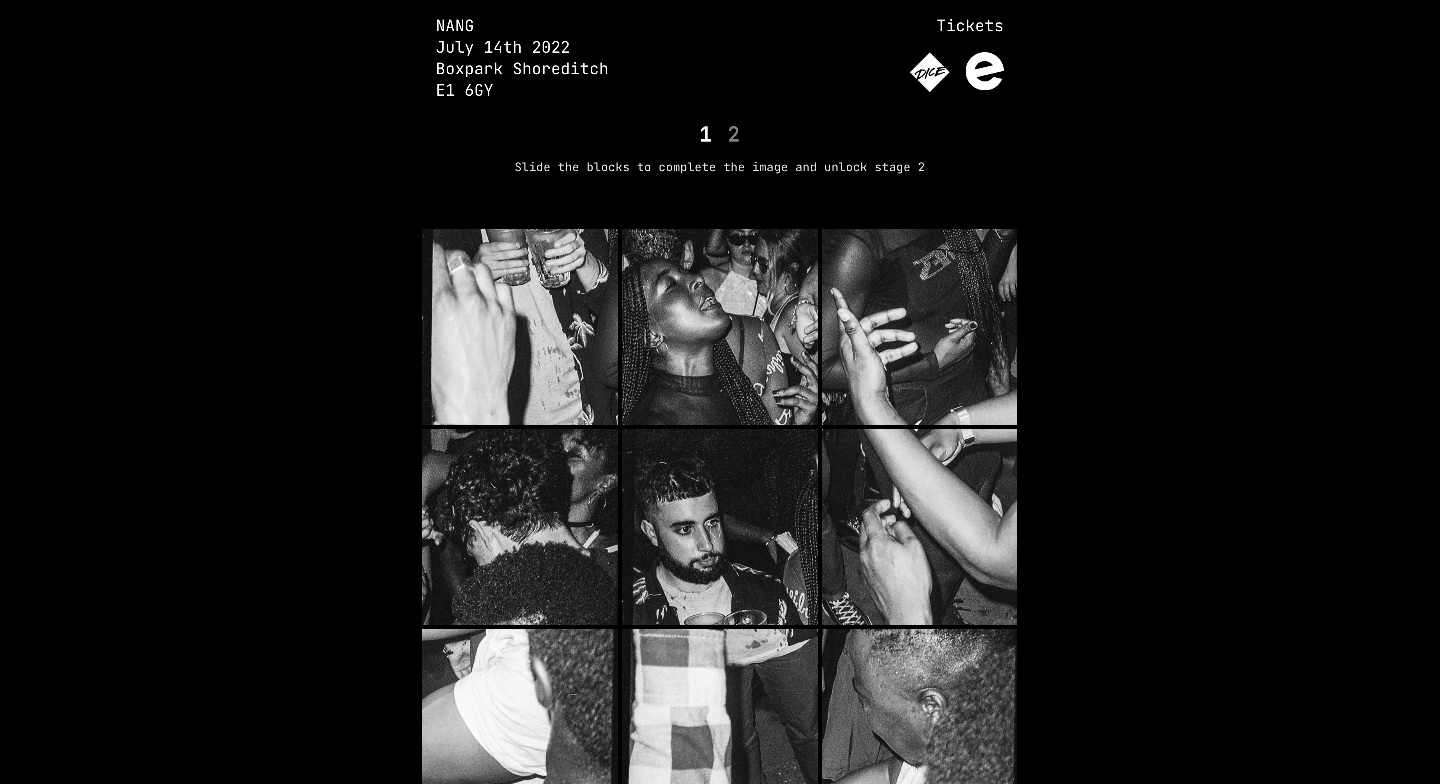 NANG
July 14th 2022
Boxpark Shoreditch
E1 6GY
Tickets
DICE
e
1 2
Slide the blocks to complete the image and unlock stage 2